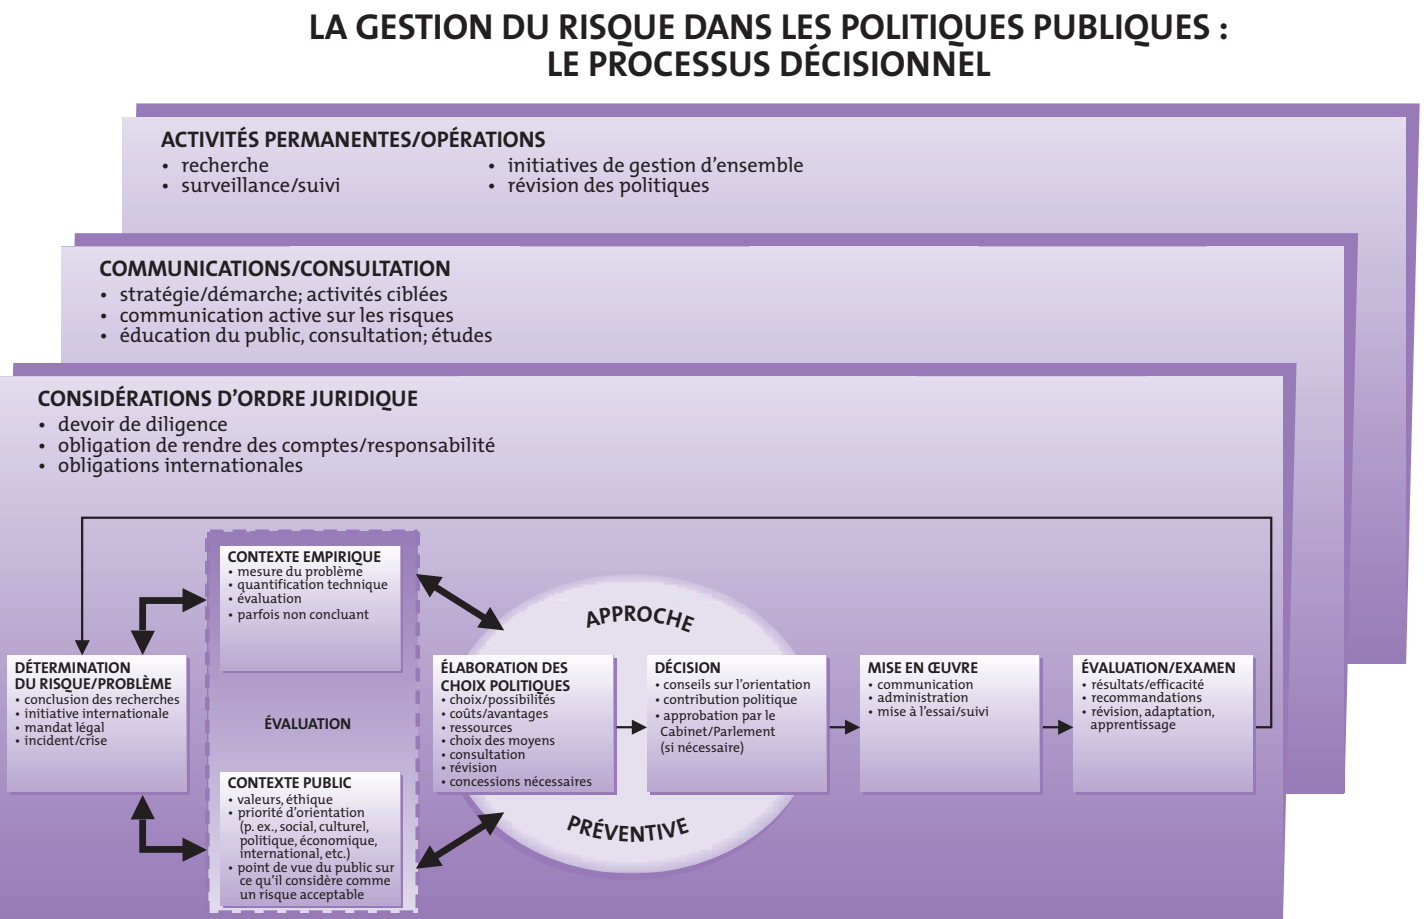 LA GESTION DU RISQUE DANS LES POLITIQUES PUBLIQUES :
LE PROCESSUS DÉCISIONNEL
ACTIVITÉS PERMANENTES/OPÉRATIONS
• recherche
• surveillance/suivi
• initiatives de gestion d’ensemble
• révision des politiques
COMMUNICATIONS/CONSULTATION
• stratégie/démarche; activités ciblées
• communication active sur les risques
• éducation du public, consultation; études
CONSIDÉRATIONS D’ORDRE JURIDIQUE
• devoir de diligence
• obligation de rendre des comptes/responsabilité
• obligations internationales
DÉTERMINATION
DU RISQUE/PROBLÈME
• conclusion des recherches
• initiative internationale
• mandat légal
• incident/crise
CONTEXTE EMPIRIQUE
• mesure du problème
• quantification technique
• évaluation
• parfois non concluant
ÉVALUATION
CONTEXTE PUBLIC
• valeurs, éthique
• priorité d’orientation
(p. ex., social, culturel,
politique, économique,
international, etc.)
• point de vue du public sur
ce qu’il considère comme
un risque acceptable
APPROCHE
ÉLABORATION DES
CHOIX POLITIQUES
• choix/possibilités
• coûts/avantages
• ressources
• choix des moyens
• consultation
• révision
• concessions nécessaires
DÉCISION
• conseils sur l’orientation
• contribution politique
• approbation par le
Cabinet/Parlement
(si nécessaire)
PRÉVENTIVE
MISE EN ŒUVRE
• communication
• administration
• mise à l’essai/suivi
ÉVALUATION/EXAMEN
• résultats/efficacité
• recommandations
• révision, adaptation,
apprentissage